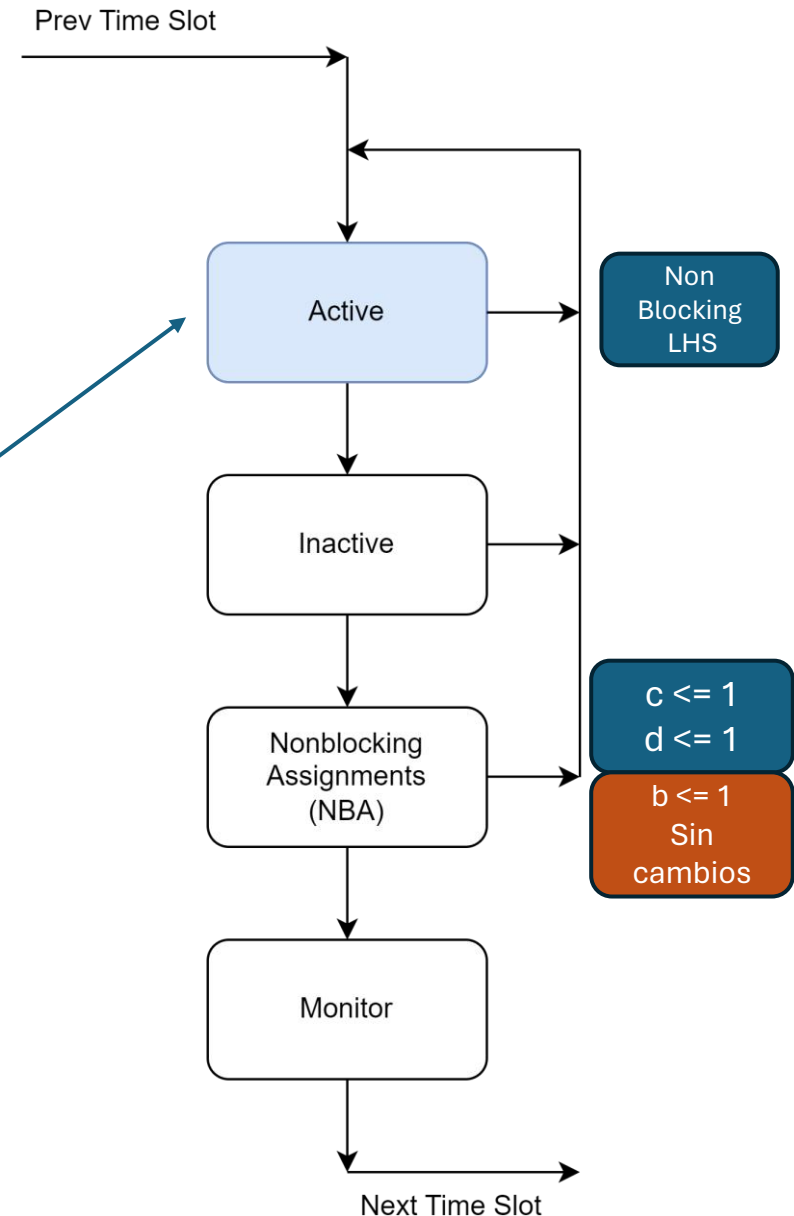 Prev Time Slot
Active
Non
Blocking
LHS
Inactive
Nonblocking
Assignments
(NBA)
c <= 1
d <= 1
b <= 1
Sin
cambios
Monitor
Next Time Slot